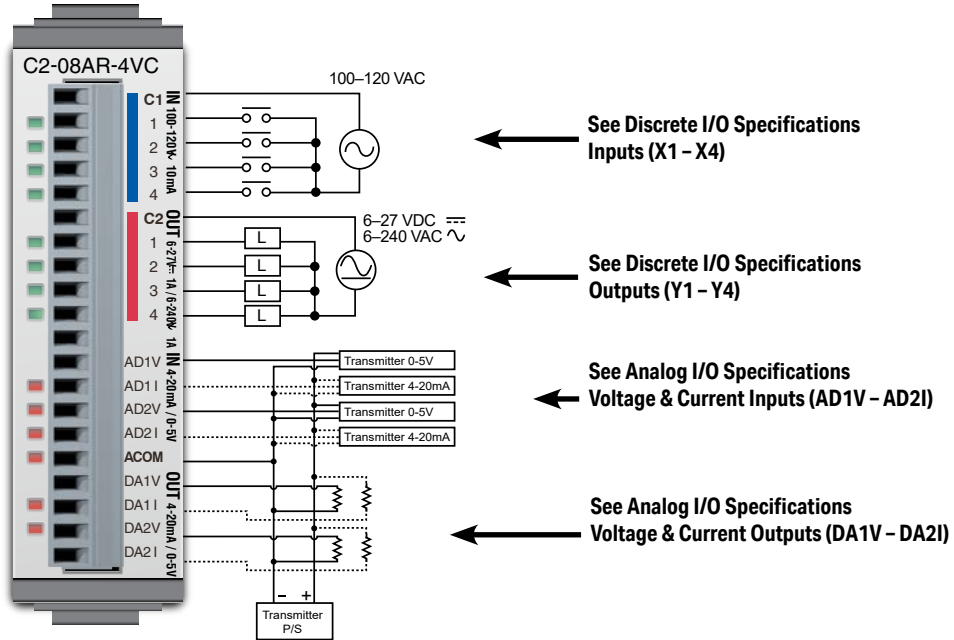 C2-08AR-4VC
C1
1
2
3
4
IN 100-120V∿ 10mA
C2
1
2
3
4
OUT 6-27V⎓ 1A / 6-240V∿ 1A
AD1V
AD1 I
AD2V
AD2 I
ACOM
IN 4-20mA / 0-5V
DA1V
DA1 I
DA2V
DA2 I
OUT 4-20mA / 0-5V
100–120 VAC
6–27 VDC ⎓
6–240 VAC ∿
L
L
L
L
Transmitter 0-5V
Transmitter 4-20mA
Transmitter 0-5V
Transmitter 4-20mA
– +
Transmitter
P/S
See Discrete I/O Specifications
Inputs (X1 – X4)
See Discrete I/O Specifications
Outputs (Y1 – Y4)
See Analog I/O Specifications
Voltage & Current Inputs (AD1V – AD2I)
See Analog I/O Specifications
Voltage & Current Outputs (DA1V – DA2I)